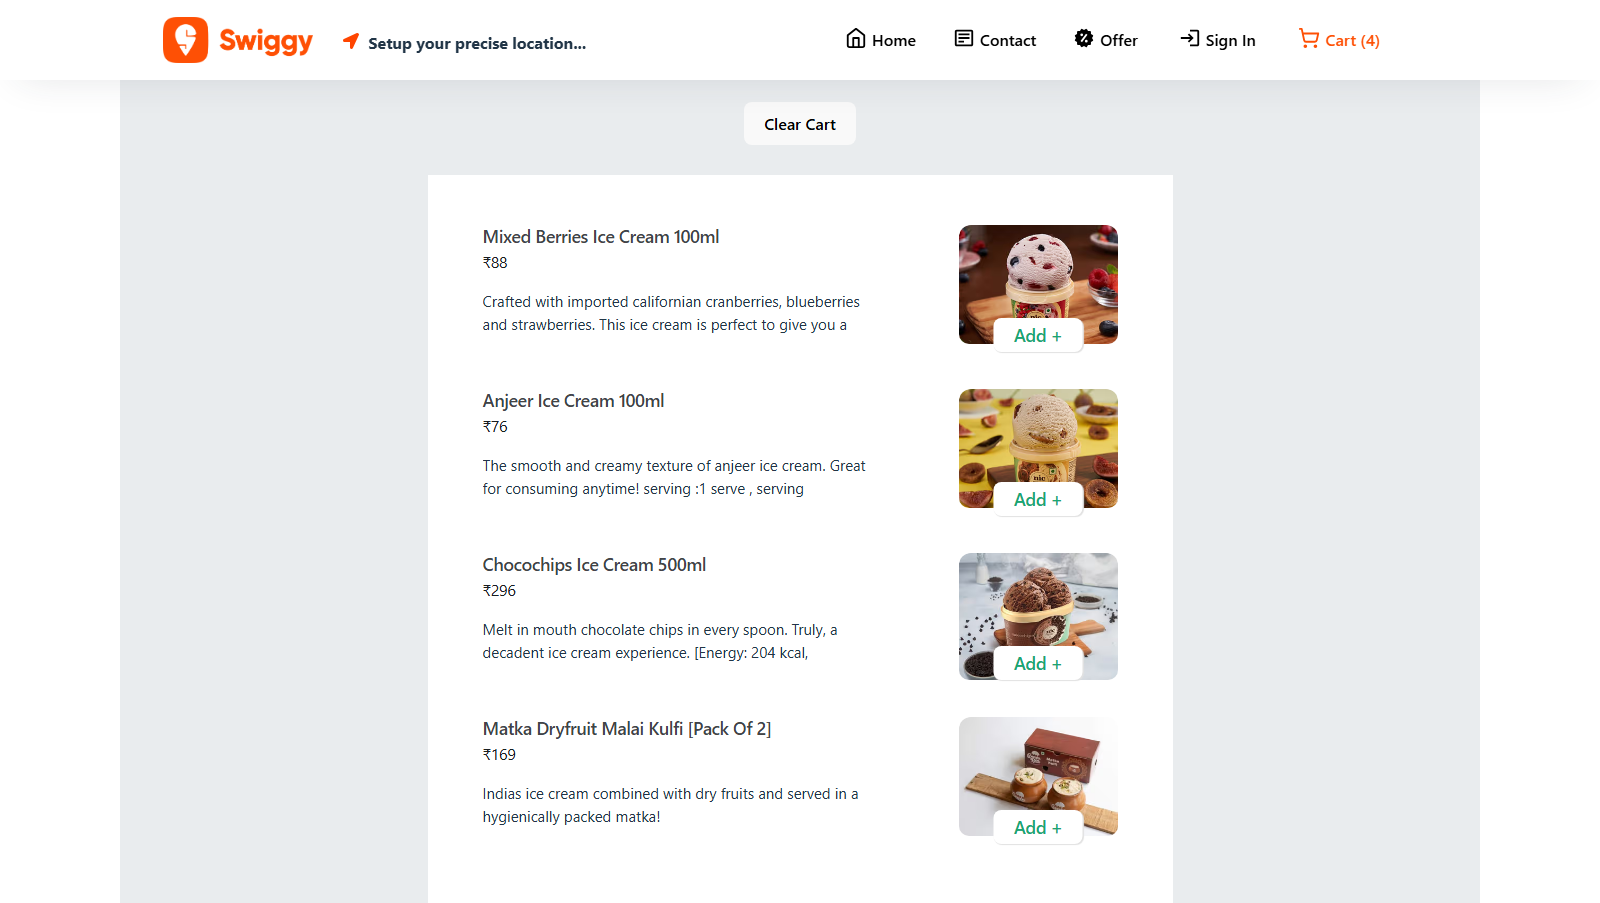 Swiggy
Setup your precise location...
Home
Contact
Offer
Sign In
Cart (4)
Clear Cart
Mixed Berries Ice Cream 100ml
₹88
Crafted with imported californian cranberries, blueberries
and strawberries. This ice cream is perfect to give you a
Add +
Anjeer Ice Cream 100ml
₹76
The smooth and creamy texture of anjeer ice cream. Great
for consuming anytime! serving :1 serve , serving
Add +
Chocochips Ice Cream 500ml
₹296
Melt in mouth chocolate chips in every spoon. Truly, a
decadent ice cream experience. [Energy: 204 kcal,
Add +
Matka Dryfruit Malai Kulfi [Pack Of 2]
₹169
Indias ice cream combined with dry fruits and served in a
hygienically packed matka!
Add +